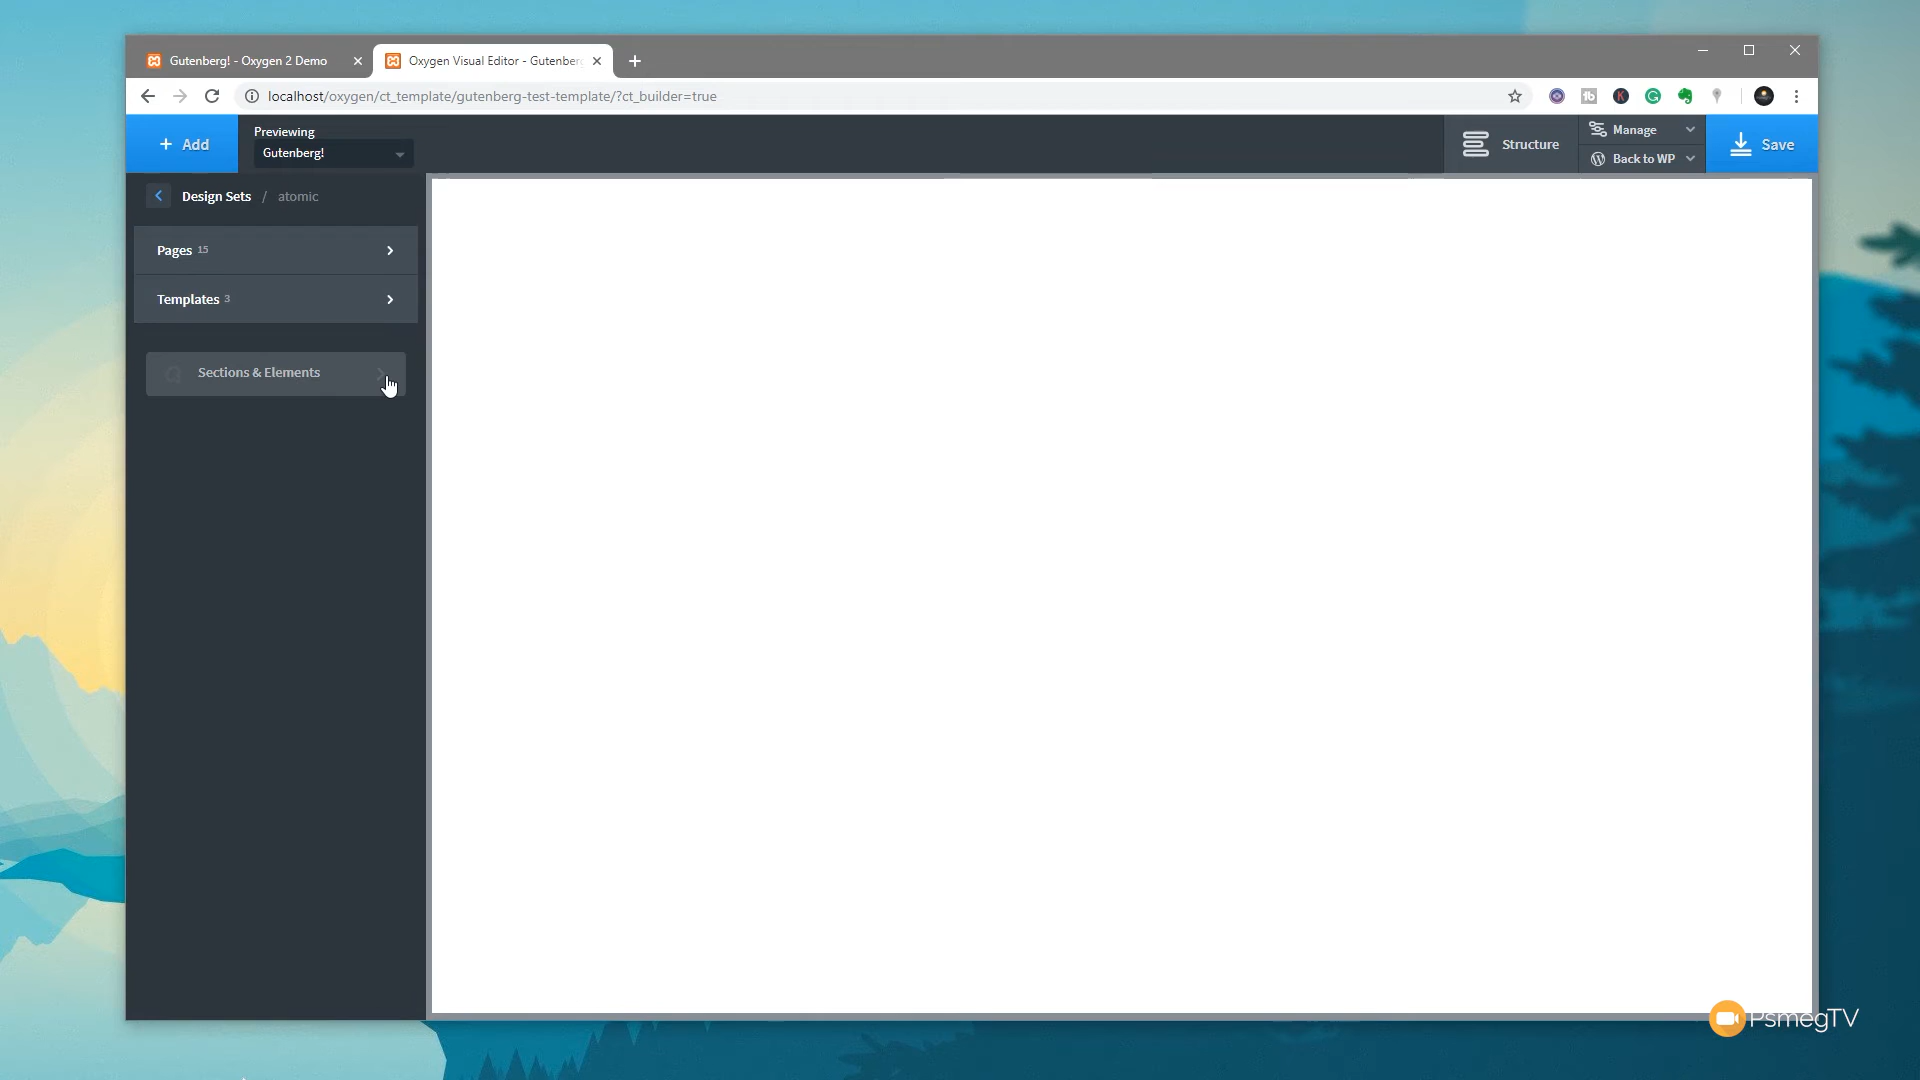 Gutenberg! - Oxygen 2 Demo
Oxygen Visual Editor - Gutenber
localhost/oxygen/ct_template/gutenberg-test-template/?ct_builder=true
+ Add
Previewing
Gutenberg!
Structure
Manage
Back to WP
Save
Design Sets / atomic
Pages 15
Templates 3
Sections & Elements
PsmegTV